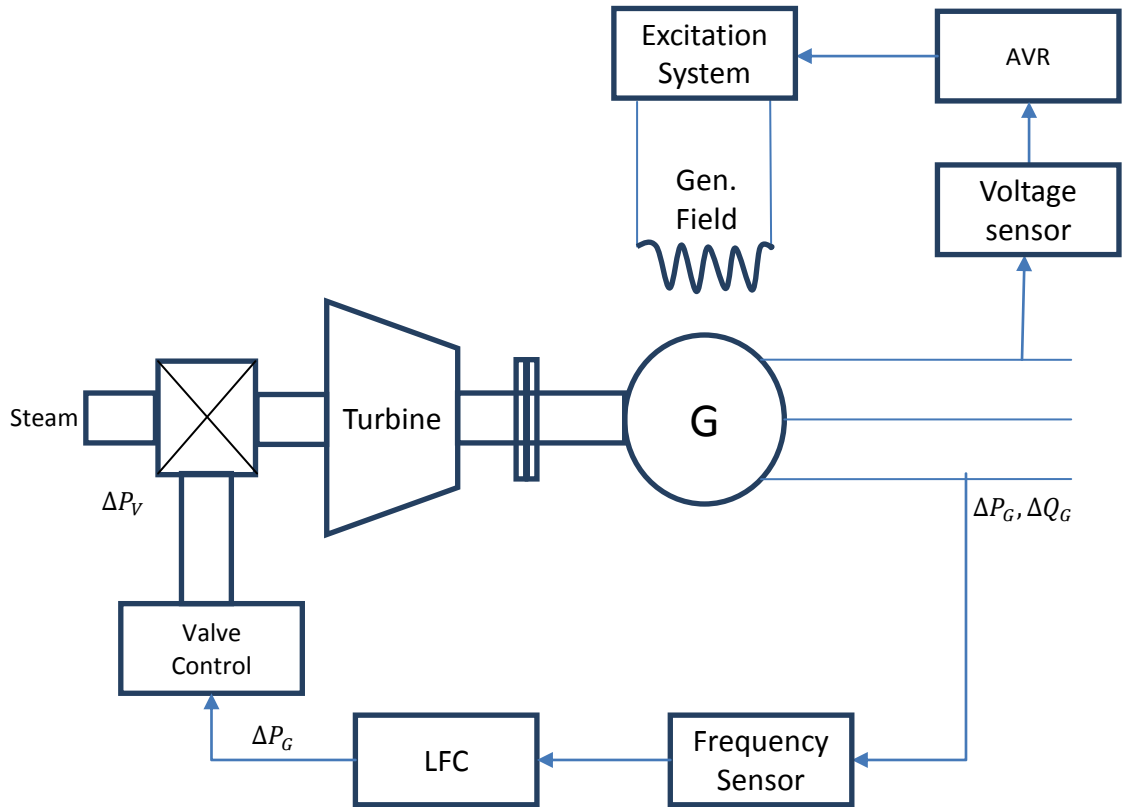 Excitation
System
AVR
Gen.
Field
Voltage
sensor
Steam
Turbine
G
ΔP_V
ΔP_G, ΔQ_G
Valve
Control
ΔP_G
LFC
Frequency
Sensor